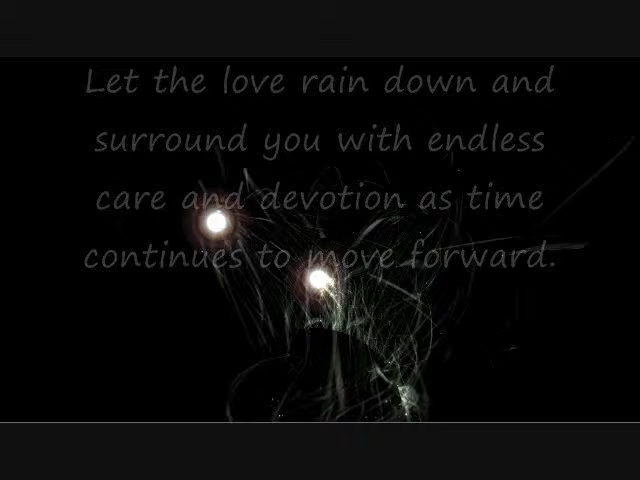 Let the love rain down and
surround you with endless
care and devotion as time
continues to move forward.